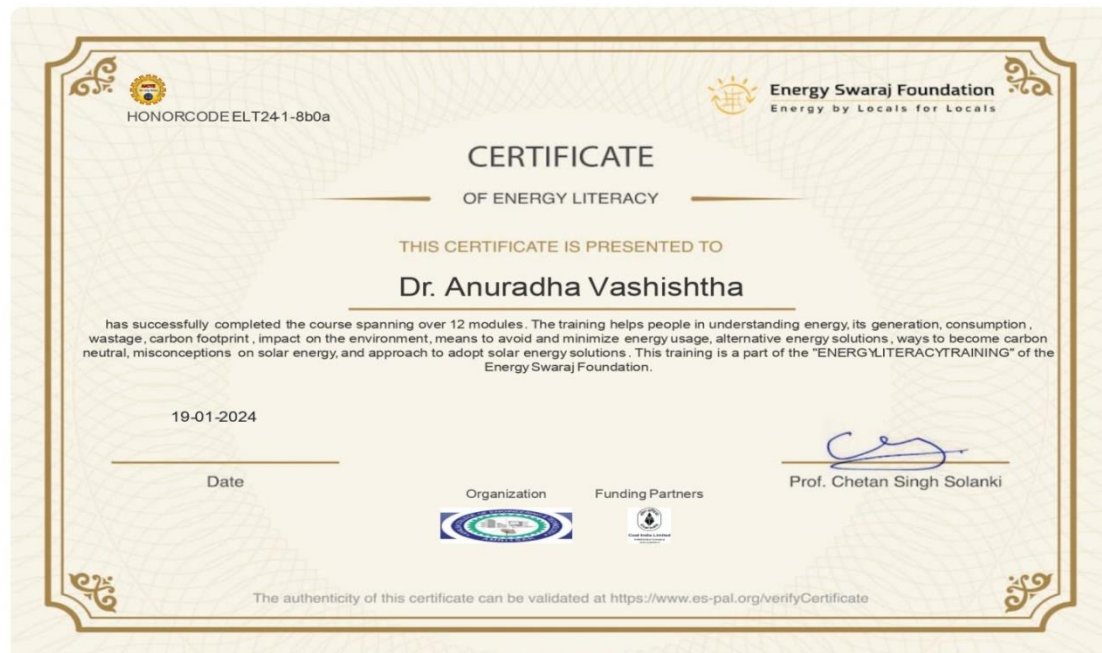 HONORCODE ELT241-8b0a
Energy Swaraj Foundation
Energy by Locals for Locals
CERTIFICATE
OF ENERGY LITERACY
THIS CERTIFICATE IS PRESENTED TO
Dr. Anuradha Vashishtha
has successfully completed the course spanning over 12 modules. The training helps people in understanding energy, its generation, consumption,
wastage, carbon footprint, impact on the environment, means to avoid and minimize energy usage, alternative energy solutions, ways to become carbon
neutral, misconceptions on solar energy, and approach to adopt solar energy solutions. This training is a part of the "ENERGYLITERACYTRAINING" of the
Energy Swaraj Foundation.
19-01-2024
Date
Prof. Chetan Singh Solanki
Organization
Funding Partners
AMRITSAR
Coal India Limited
The authenticity of this certificate can be validated at https://www.es-pal.org/verifyCertificate